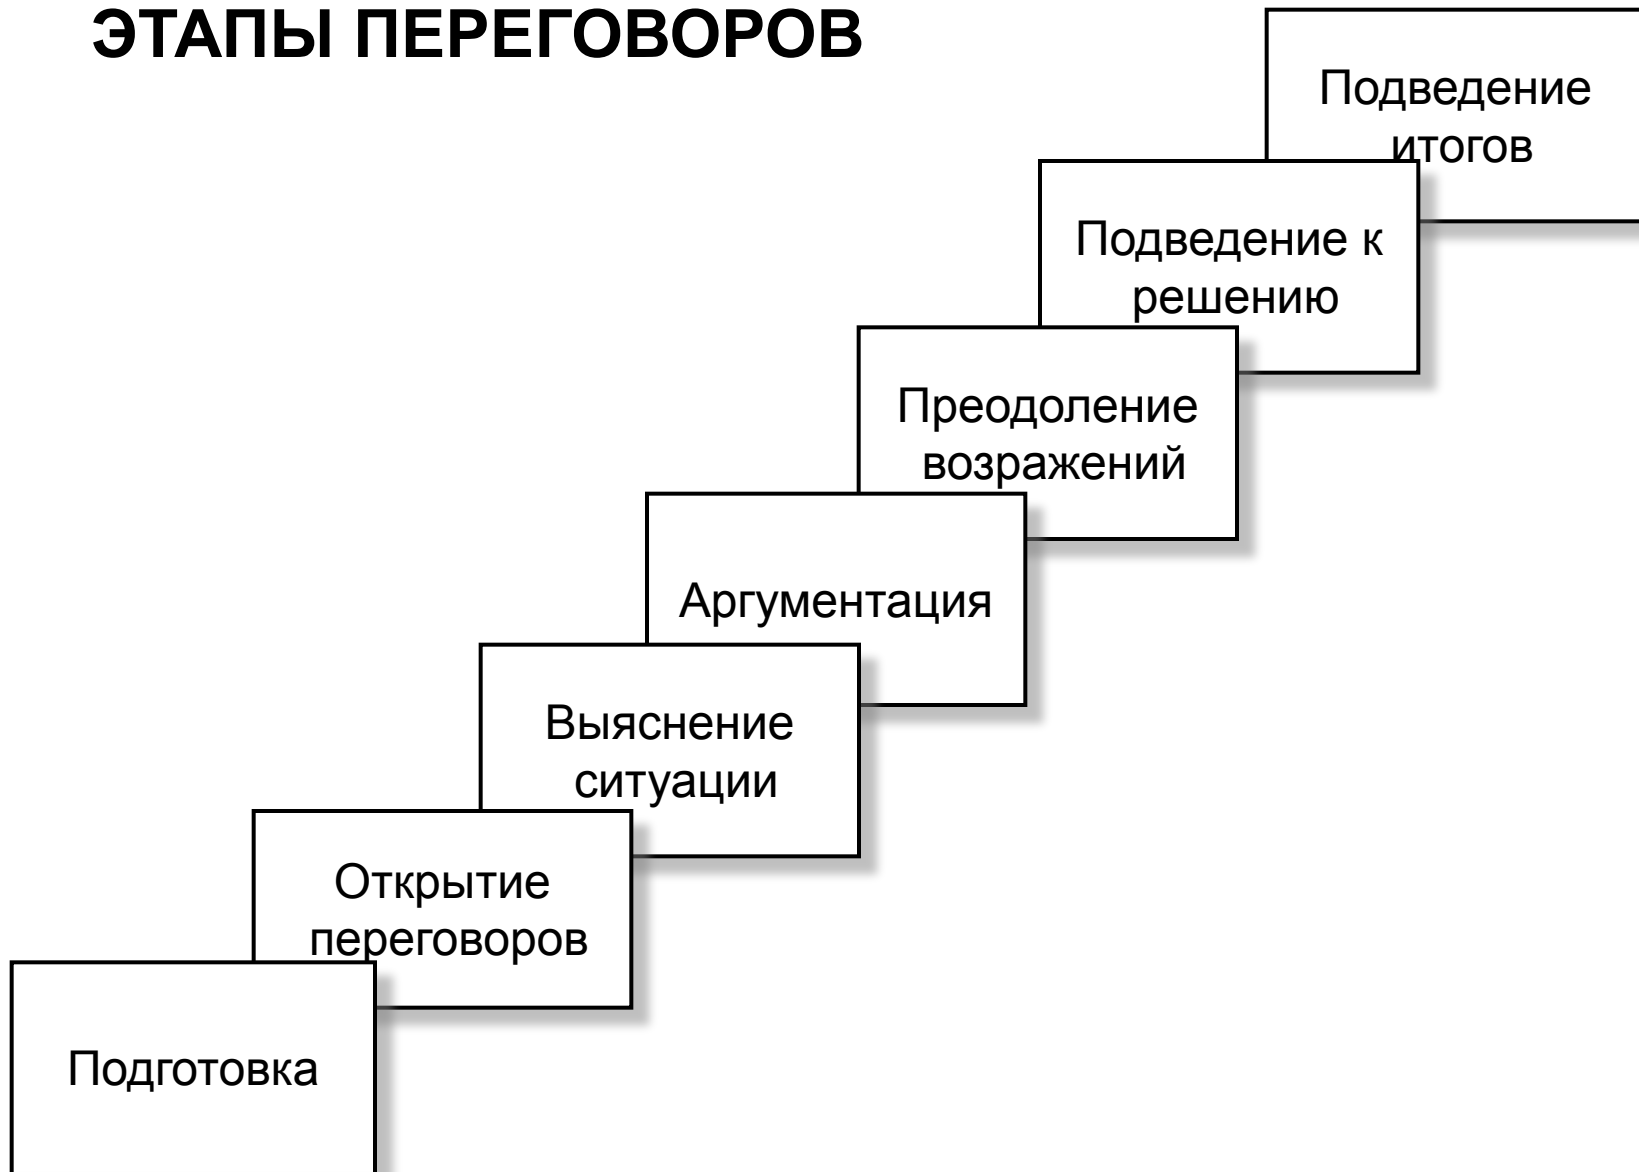 ЭТАПЫ ПЕРЕГОВОРОВ
Подведение
итогов
Подведение к
решению
Преодоление
возражений
Аргументация
Выяснение
ситуации
Открытие
переговоров
Подготовка